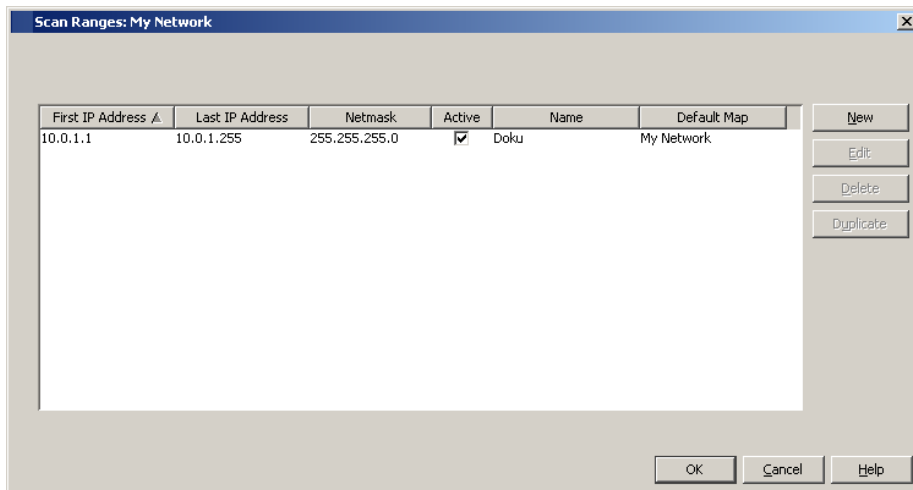 Scan Ranges: My Network
First IP Address Last IP Address Netmask Active Name Default Map
10.0.1.1 10.0.1.255 255.255.255.0 Doku My Network
New
Edit
Delete
Duplicate
OK Cancel Help